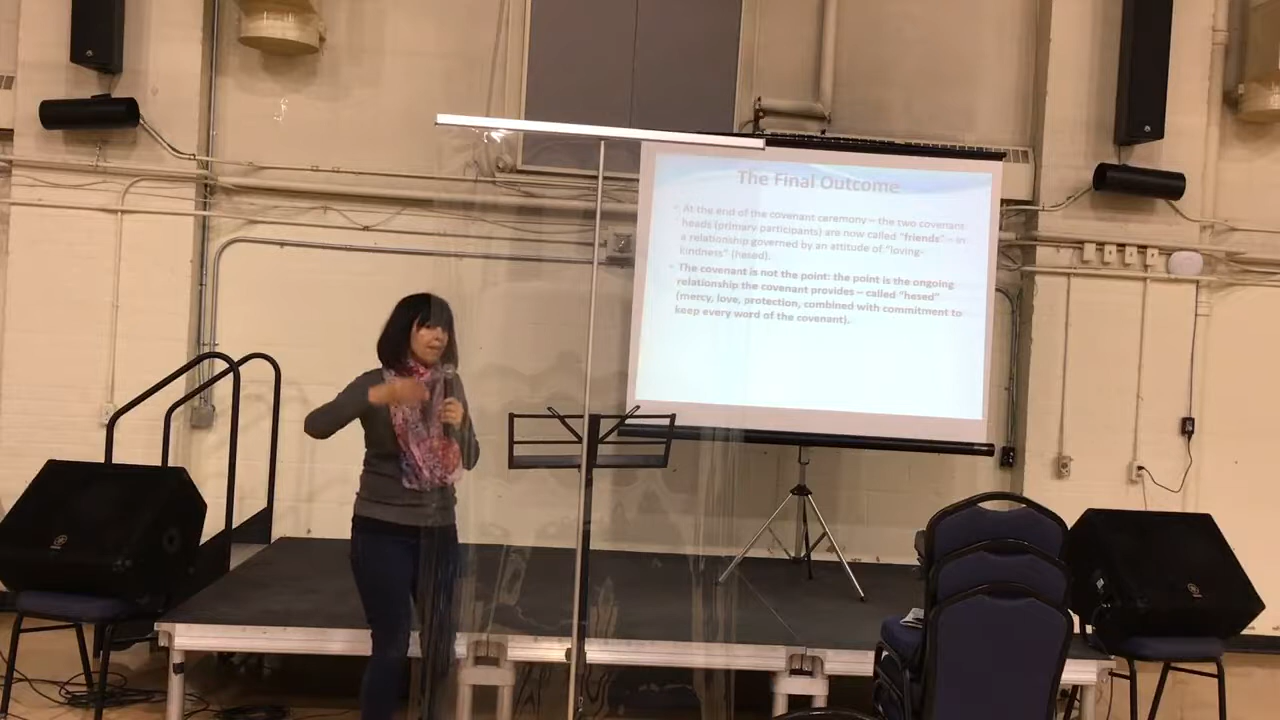 The Final Outcome
At the end of the covenant ceremony – the two covenant
heads (primary participants) are now called "friends" – in
a relationship governed by an attitude of "loving-
kindness" (hesed).
The covenant is not the point: the point is the ongoing
relationship the covenant provides – called "hesed"
(mercy, love, protection, combined with commitment to
keep every word of the covenant).